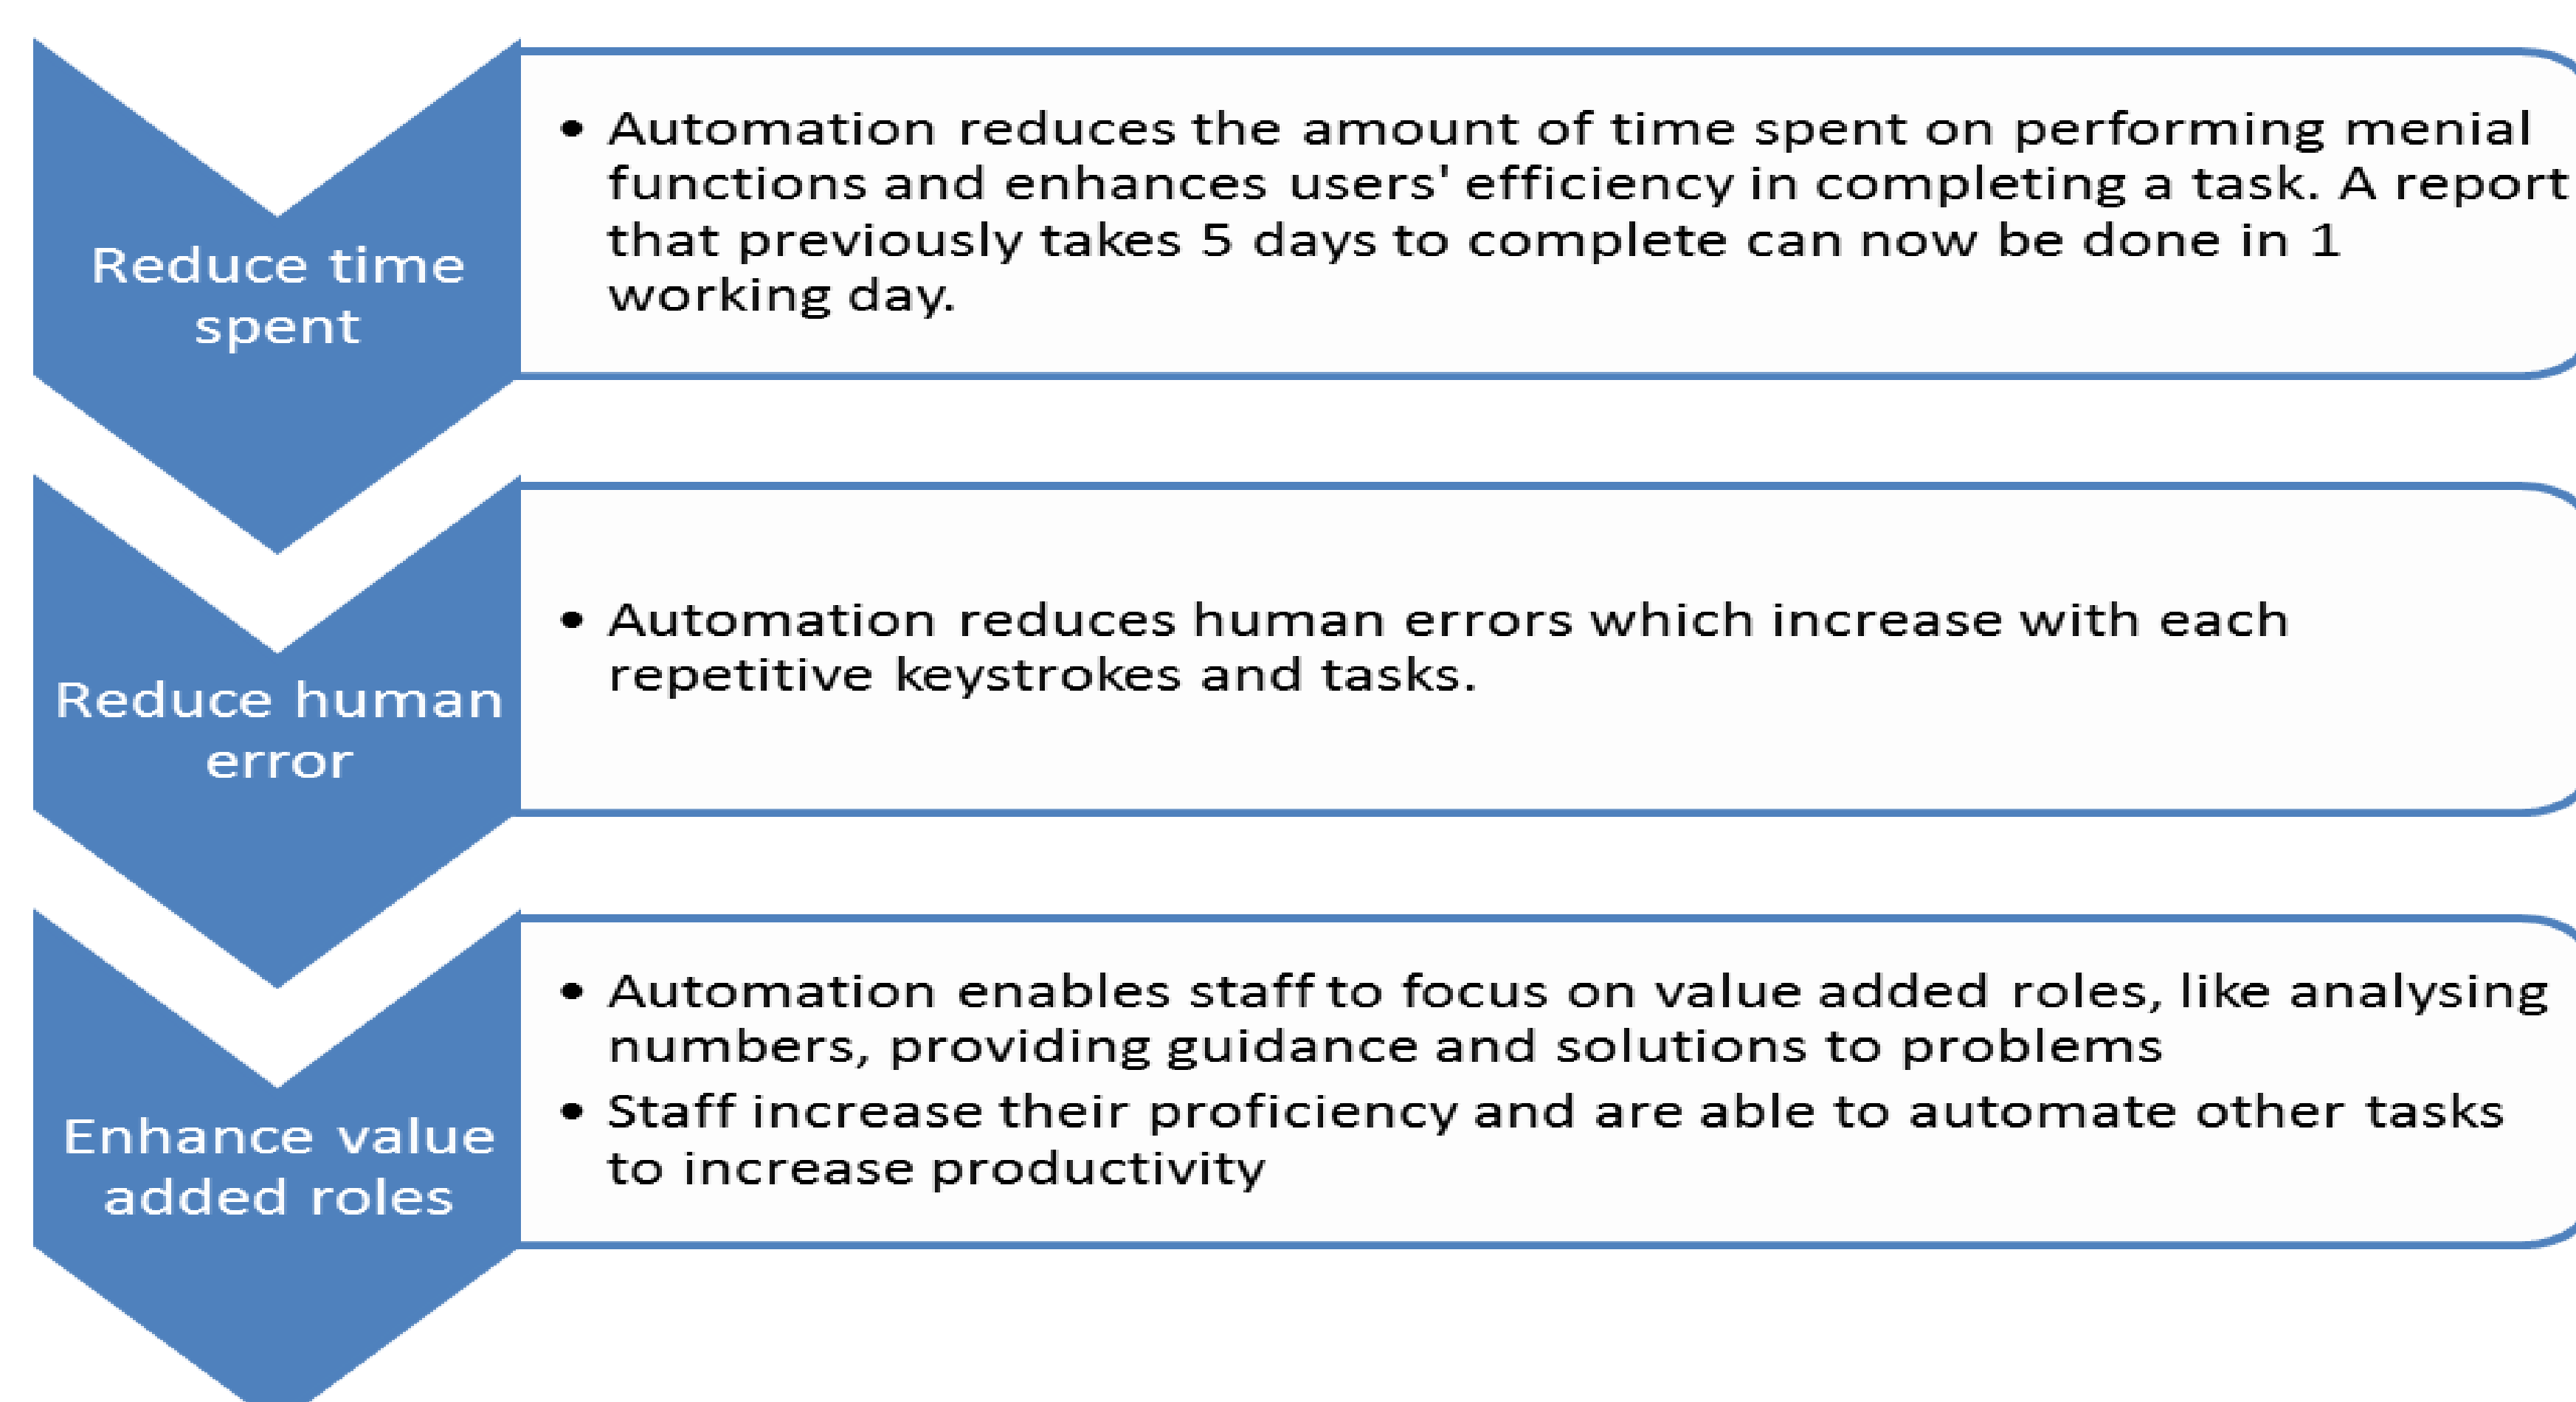 Reduce time
spent
• Automation reduces the amount of time spent on performing menial
functions and enhances users' efficiency in completing a task. A report
that previously takes 5 days to complete can now be done in 1
working day.
Reduce human
error
• Automation reduces human errors which increase with each
repetitive keystrokes and tasks.
Enhance value
added roles
• Automation enables staff to focus on value added roles, like analysing
numbers, providing guidance and solutions to problems
• Staff increase their proficiency and are able to automate other tasks
to increase productivity